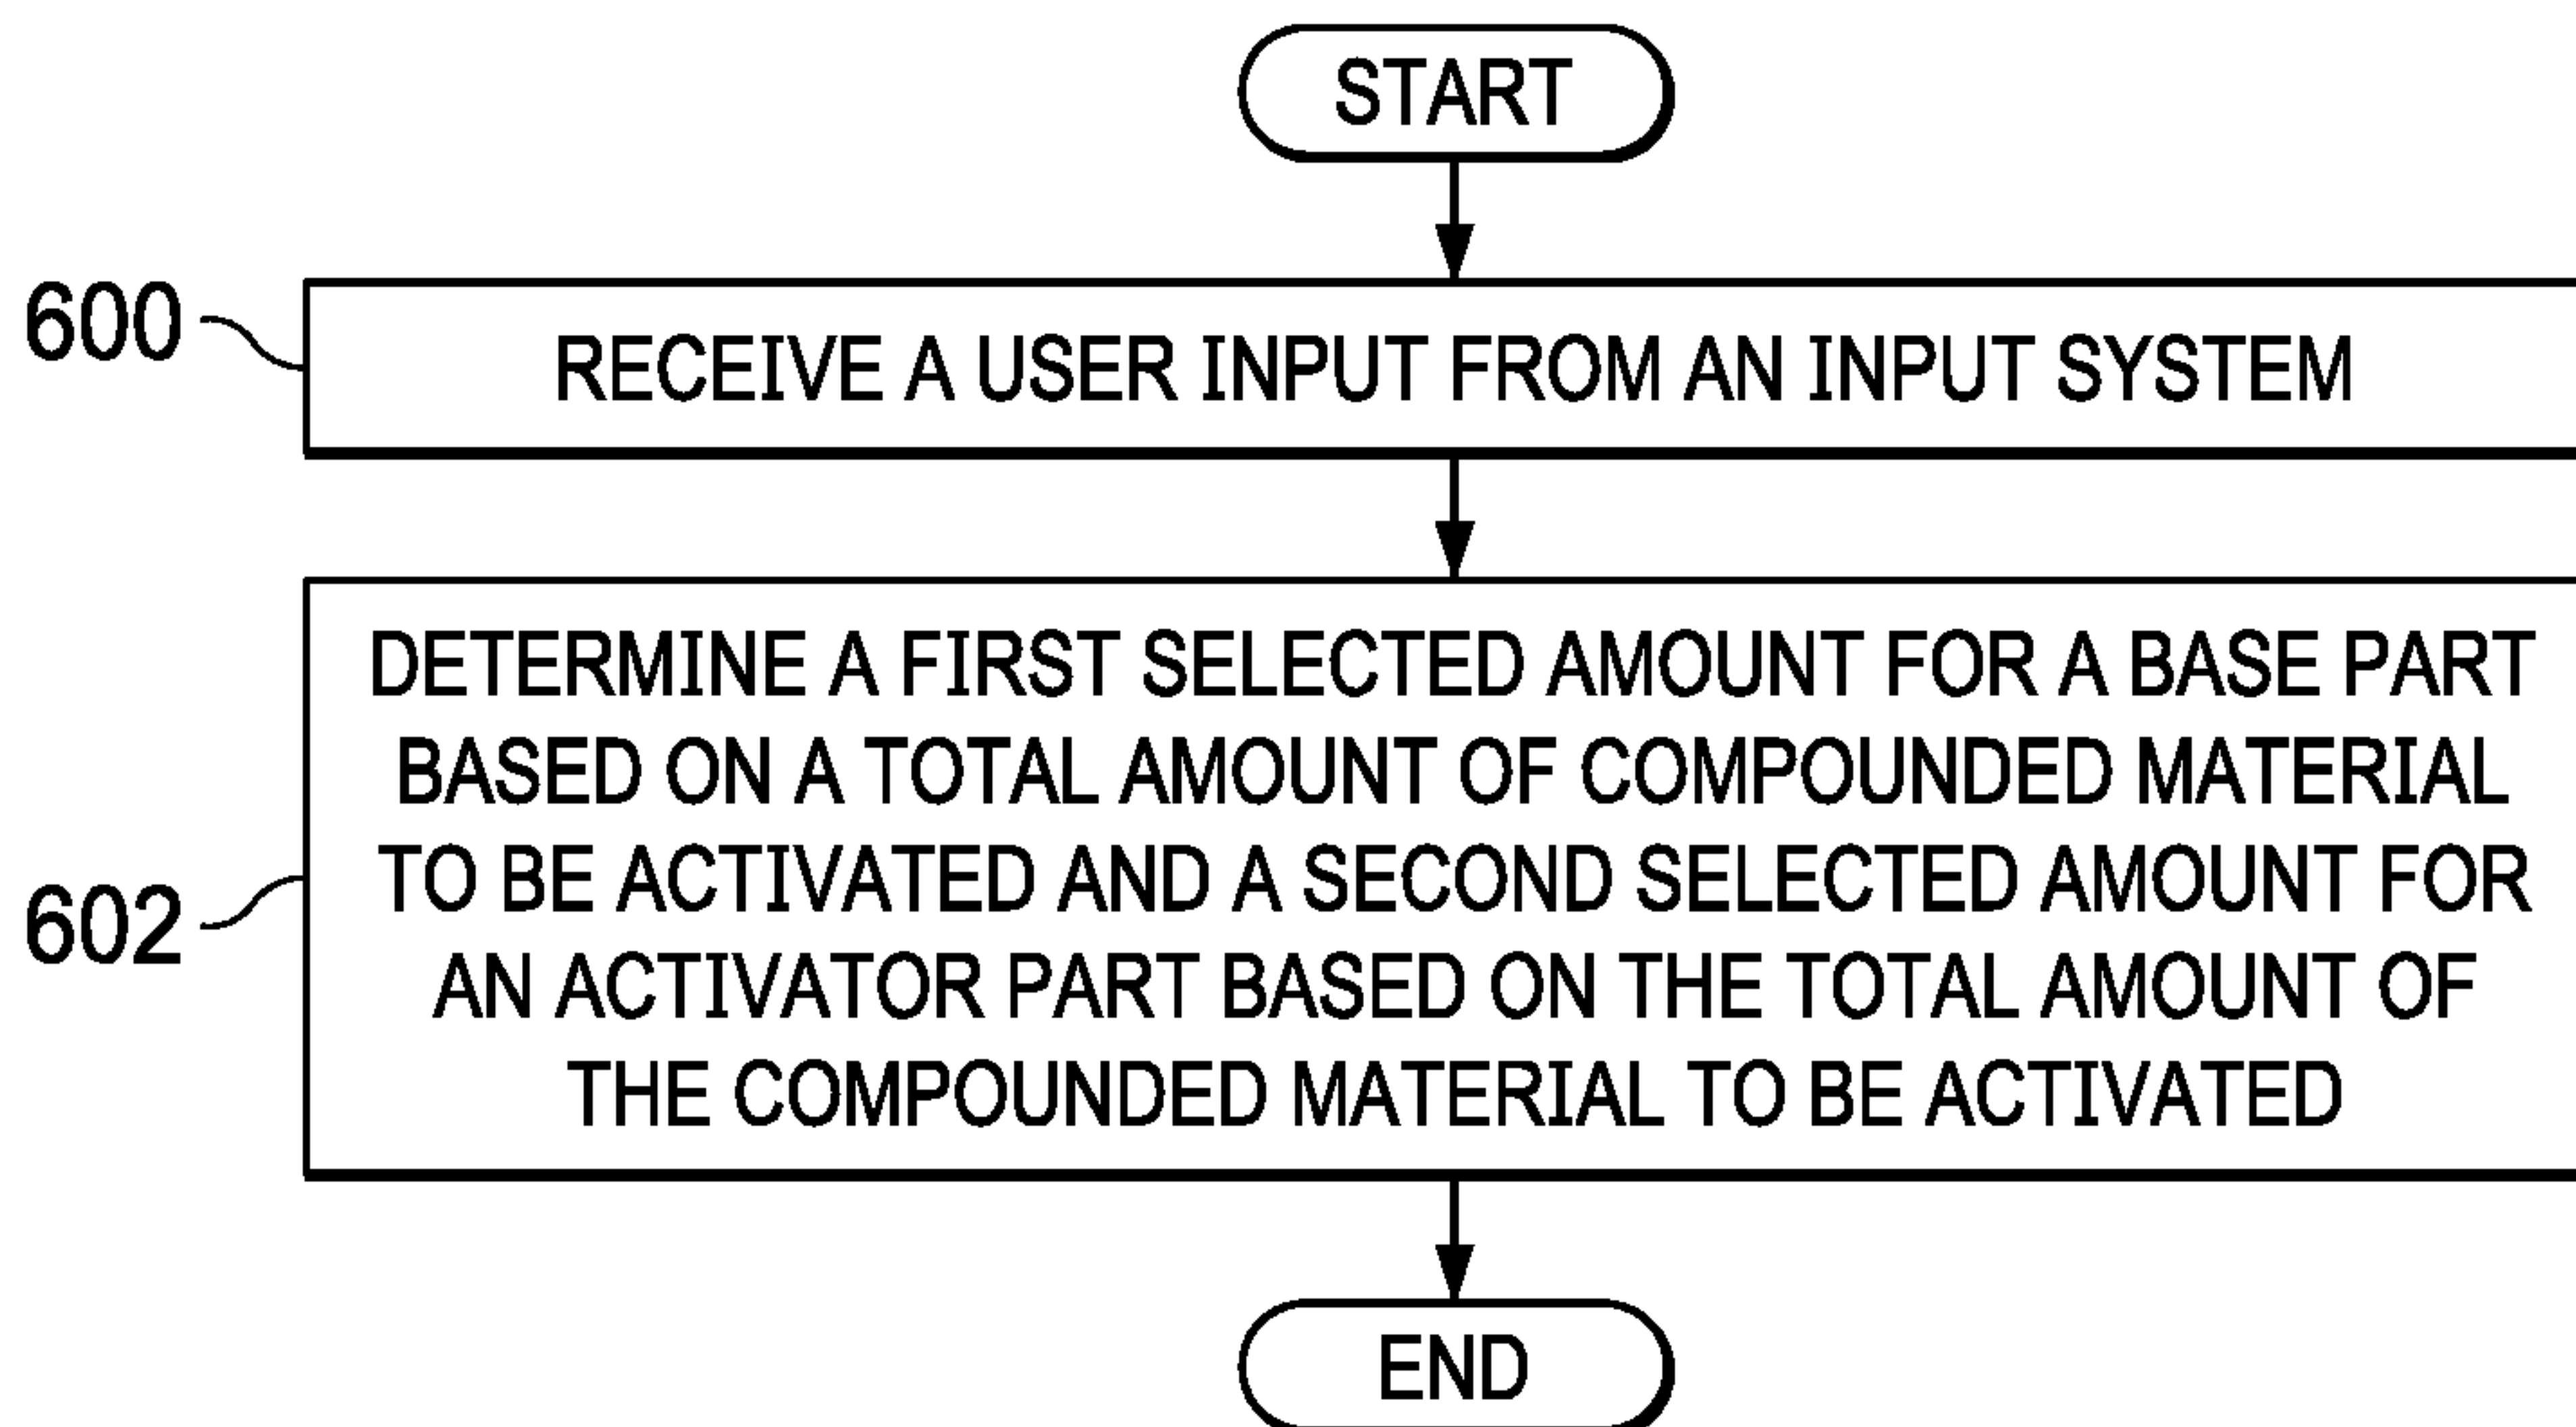 START
600
RECEIVE A USER INPUT FROM AN INPUT SYSTEM
DETERMINE A FIRST SELECTED AMOUNT FOR A BASE PART
BASED ON A TOTAL AMOUNT OF COMPOUNDED MATERIAL
TO BE ACTIVATED AND A SECOND SELECTED AMOUNT FOR
602
AN ACTIVATOR PART BASED ON THE TOTAL AMOUNT OF
THE COMPOUNDED MATERIAL TO BE ACTIVATED
END